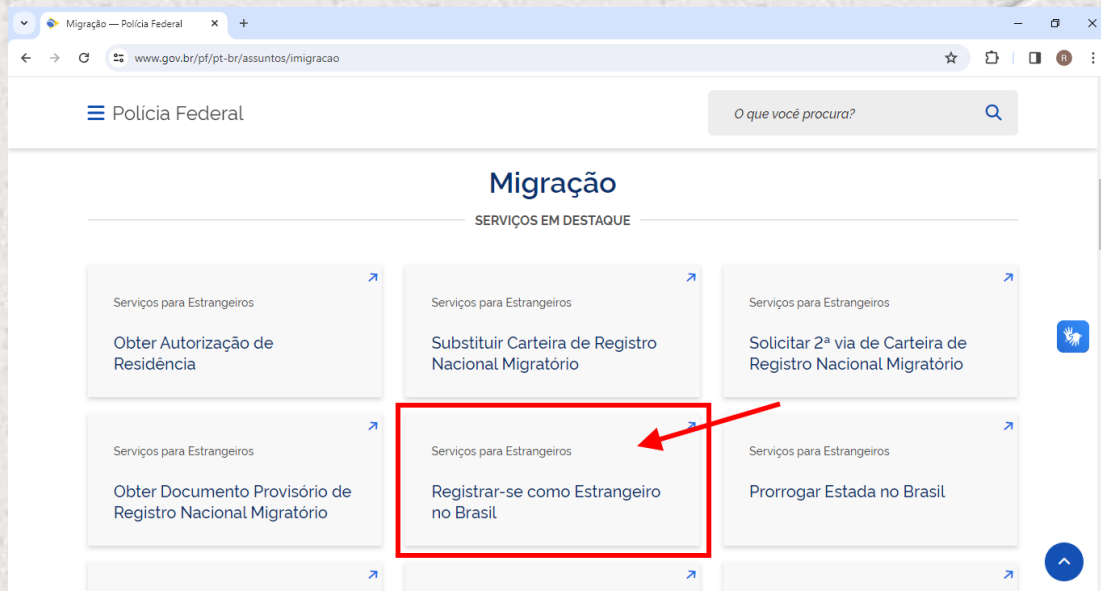 Migração — Polícia Federal
www.gov.br/pf/pt-br/assuntos/imigracao
R
Polícia Federal
O que você procura?
Migração
SERVIÇOS EM DESTAQUE
Serviços para Estrangeiros
Obter Autorização de
Residência
Serviços para Estrangeiros
Substituir Carteira de Registro
Nacional Migratório
Serviços para Estrangeiros
Solicitar 2ª via de Carteira de
Registro Nacional Migratório
Serviços para Estrangeiros
Obter Documento Provisório de
Registro Nacional Migratório
Serviços para Estrangeiros
Registrar-se como Estrangeiro
no Brasil
Serviços para Estrangeiros
Prorrogar Estada no Brasil